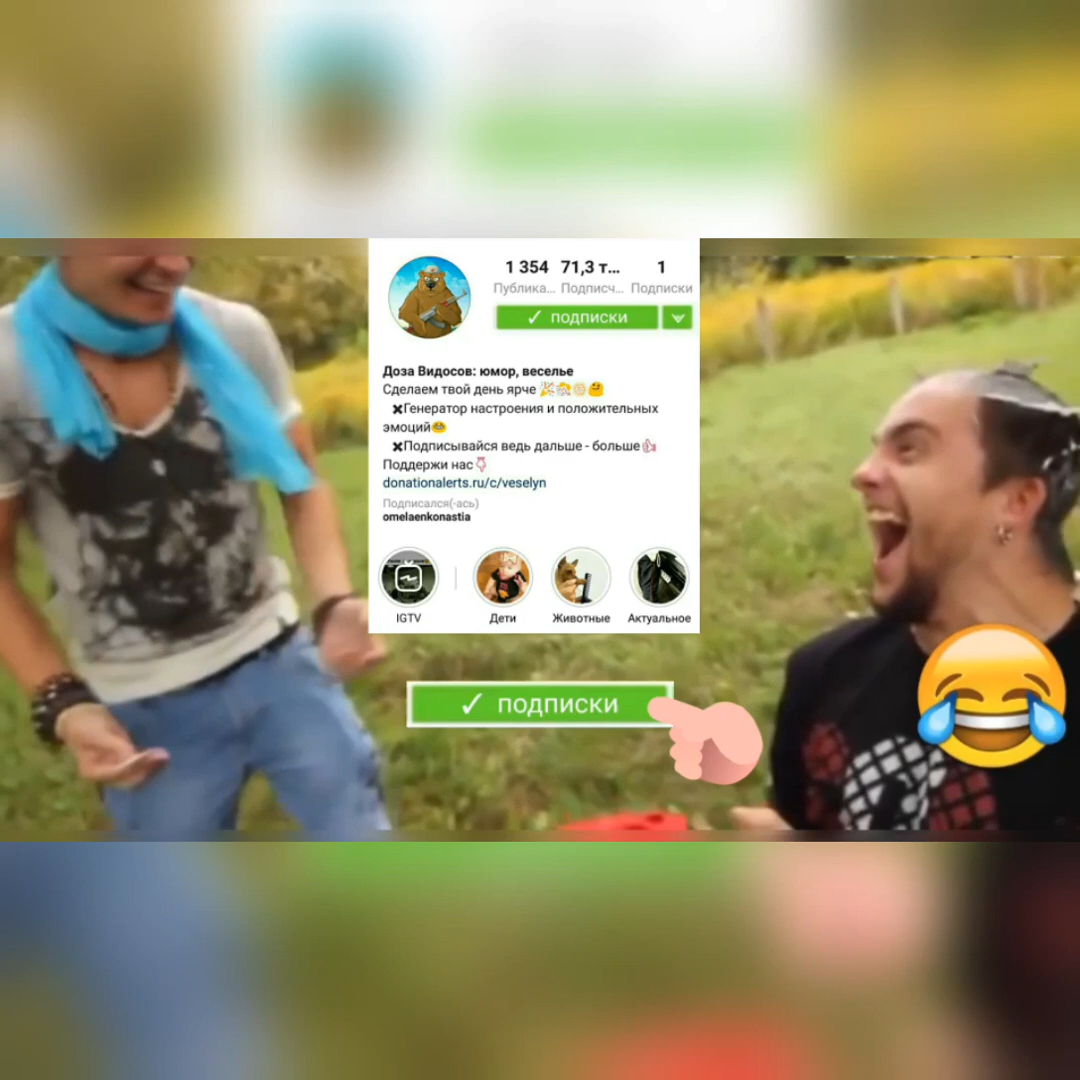 1 354 71,3 т... 1
Публика... Подписч... Подписки
✓ подписки
Доза Видосов: юмор, веселье
Сделаем твой день ярче 🎉🎊🌼😋
✖Генератор настроения и положительных
эмоций😂
✖Подписывайся ведь дальше - больше👍
Поддержи нас👇
donationalerts.ru/c/veselyn
Подписался(-ась)
omelaenkonastia
IGTV Дети Животные Актуальное
✓ подписки